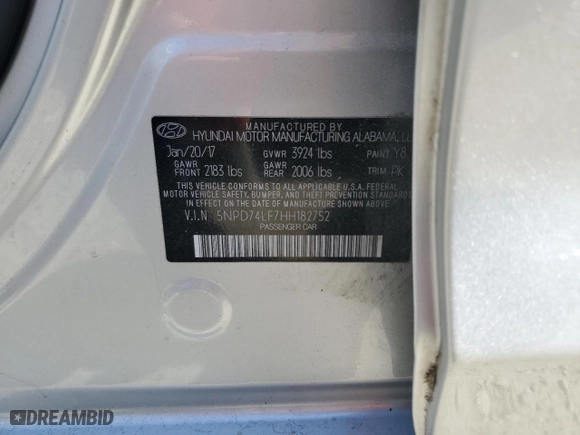 MANUFACTURED BY
HYUNDAI MOTOR MANUFACTURING ALABAMA,
Jan/20/17 GVWR 3924 lbs PAINT Y8
GAWR FRONT 2183 lbs GAWR REAR 2006 lbs TRIM PK
THIS VEHICLE CONFORMS TO ALL APPLICABLE U.S.A. FEDERAL
MOTOR VEHICLE SAFETY, BUMPER, AND THEFT PREVENTION STANDARDS
IN EFFECT ON THE DATE OF MANUFACTURE SHOWN ABOVE.
V.I.N 5NPD74LF7HH182752
PASSENGER CAR
DREAMBID